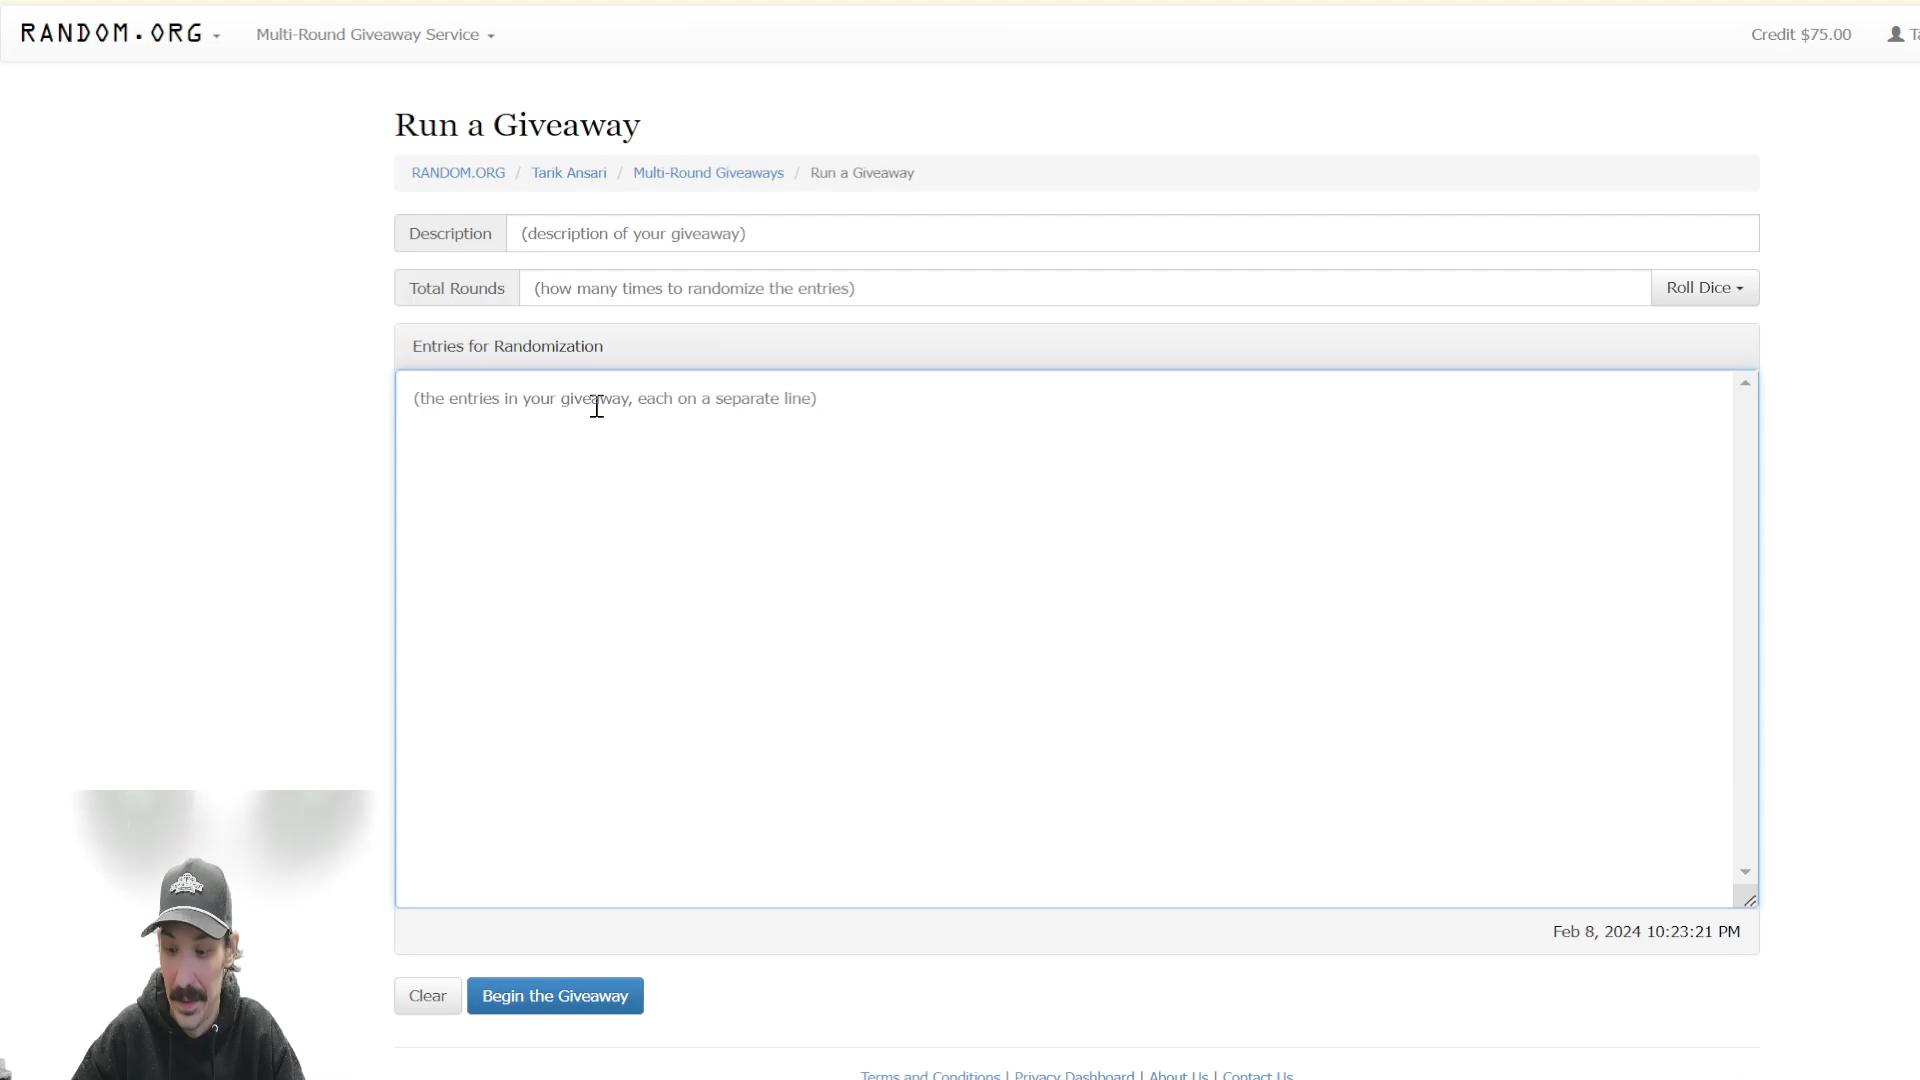 RANDOM.ORG
Multi-Round Giveaway Service
Credit $75.00
Run a Giveaway
RANDOM.ORG / Tarik Ansari / Multi-Round Giveaways / Run a Giveaway
Description (description of your giveaway)
Total Rounds (how many times to randomize the entries) Roll Dice
Entries for Randomization
(the entries in your giveaway, each on a separate line)
Feb 8, 2024 10:23:21 PM
Clear Begin the Giveaway
Terms and Conditions | Privacy Dashboard | About Us | Contact Us